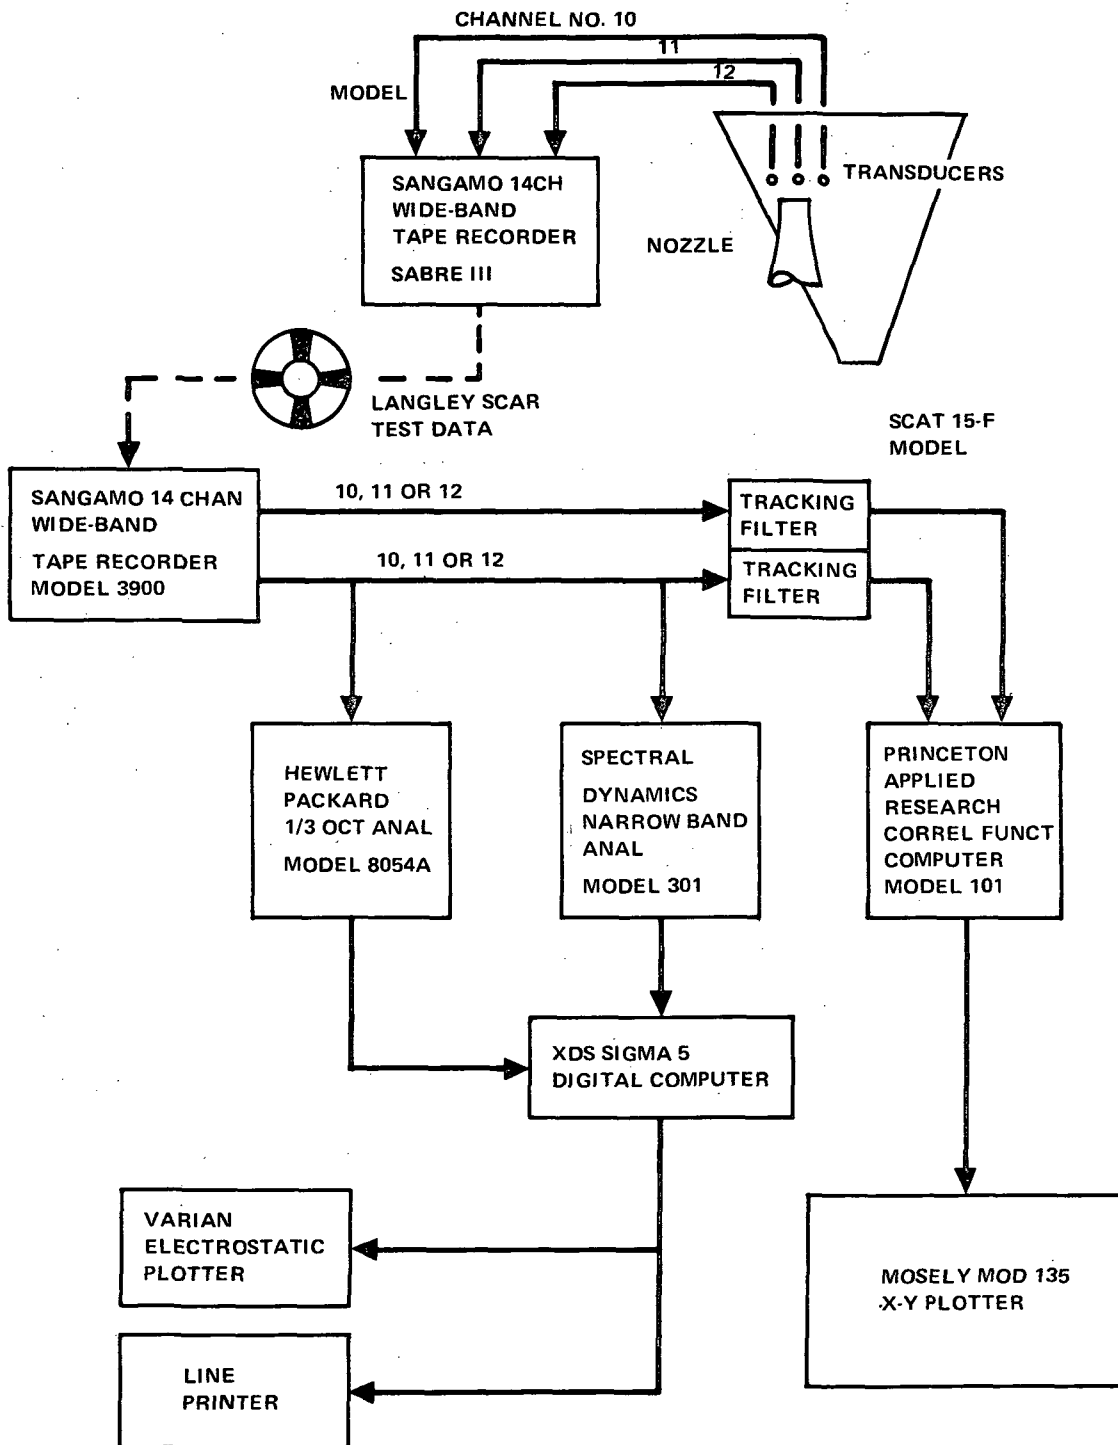 CHANNEL NO. 10
11
12
MODEL
SANGAMO 14CH
WIDE-BAND
TAPE RECORDER
SABRE III
TRANSDUCERS
NOZZLE
LANGLEY SCAR
TEST DATA
SCAT 15-F
MODEL
SANGAMO 14 CHAN
WIDE-BAND
TAPE RECORDER
MODEL 3900
10, 11 OR 12
10, 11 OR 12
TRACKING
FILTER
TRACKING
FILTER
HEWLETT
PACKARD
1/3 OCT ANAL
MODEL 8054A
SPECTRAL
DYNAMICS
NARROW BAND
ANAL
MODEL 301
PRINCETON
APPLIED
RESEARCH
CORREL FUNCT
COMPUTER
MODEL 101
XDS SIGMA 5
DIGITAL COMPUTER
VARIAN
ELECTROSTATIC
PLOTTER
MOSELY MOD 135
X-Y PLOTTER
LINE
PRINTER